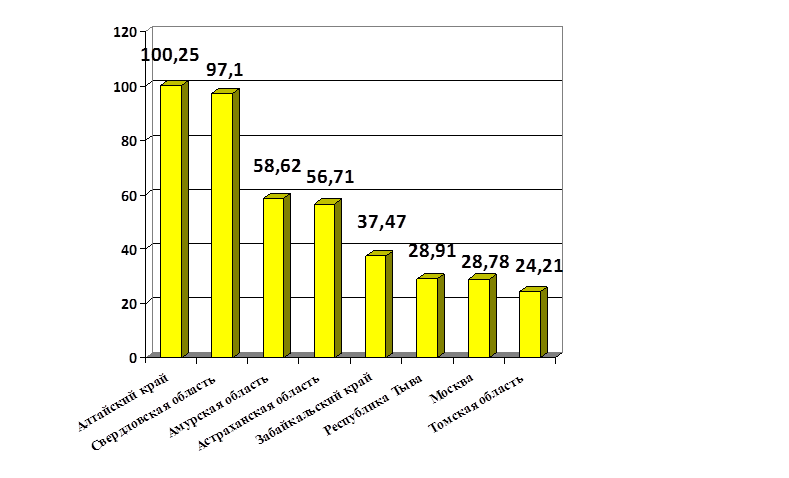 120
100
80
60
40
20
0
100,25
97,1
58,62
56,71
37,47
28,91
28,78
24,21
Алтайский край
Свердловская область
Амурская область
Астраханская область
Забайкальский край
Республика Тыва
Москва
Томская область